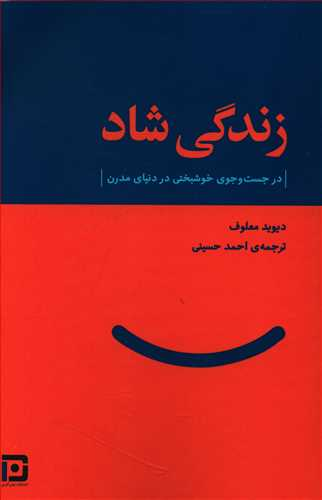 زندگی شاد
| در جست‌وجوی خوشبختی در دنیای مدرن |
دیوید معلوف
ترجمه‌ی احمد حسینی